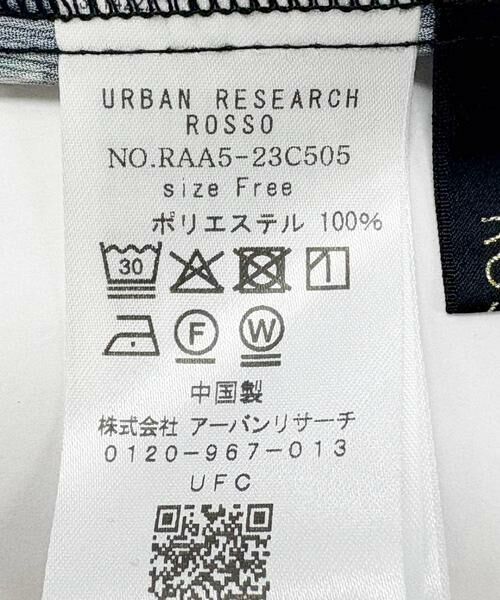 URBAN RESEARCH
ROSSO
NO.RAA5-23C505
size Free
ポリエステル 100%
30
F
W
中国製
株式会社 アーバンリサーチ
0120-967-013
UFC